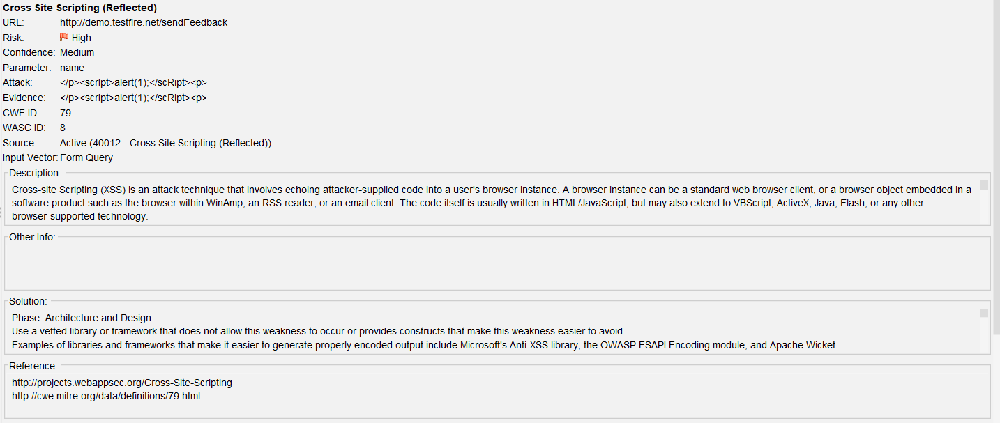 Cross Site Scripting (Reflected)
URL: http://demo.testfire.net/sendFeedback
Risk: High
Confidence: Medium
Parameter: name
Attack: </p><scrIpt>alert(1);</scRipt><p>
Evidence: </p><scrIpt>alert(1);</scRipt><p>
CWE ID: 79
WASC ID: 8
Source: Active (40012 - Cross Site Scripting (Reflected))
Input Vector: Form Query
Description:
Cross-site Scripting (XSS) is an attack technique that involves echoing attacker-supplied code into a user's browser instance. A browser instance can be a standard web browser client, or a browser object embedded in a
software product such as the browser within WinAmp, an RSS reader, or an email client. The code itself is usually written in HTML/JavaScript, but may also extend to VBScript, ActiveX, Java, Flash, or any other
browser-supported technology.
Other Info:
Solution:
Phase: Architecture and Design
Use a vetted library or framework that does not allow this weakness to occur or provides constructs that make this weakness easier to avoid.
Examples of libraries and frameworks that make it easier to generate properly encoded output include Microsoft's Anti-XSS library, the OWASP ESAPI Encoding module, and Apache Wicket.
Reference:
http://projects.webappsec.org/Cross-Site-Scripting
http://cwe.mitre.org/data/definitions/79.html